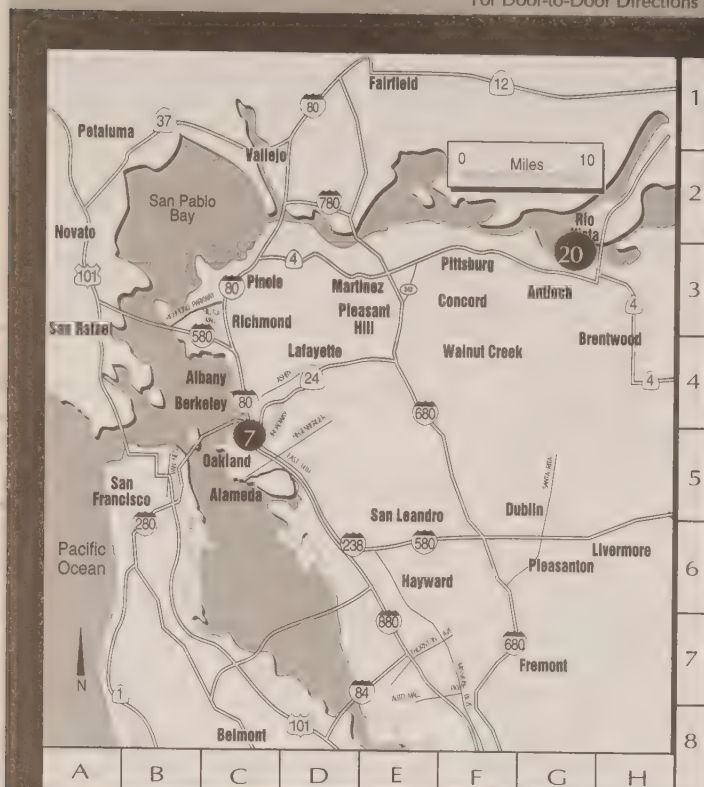 For Door-to-Door Directions
Fairfield
12
1
80
37
Petaluma
Vallejo
0 Miles 10
2
780
San Pablo
Bay
Rio
Novato
20
101
4
Pinole
Martinez
Pittsburg
3
80
Antioch
Pleasant
Hill
Concord
4
Richmond
San Rafael
580
Brentwood
Lafayette
Walnut Creek
Albany
24
4
4
Berkeley
80
680
7
Oakland
San
Francisco
Alameda
5
San Leandro
Dublin
280
238
580
Livermore
Pacific
Ocean
Pleasanton
6
Hayward
880
680
7
N
Fremont
84
1
101
Belmont
8
A B C D E F G H